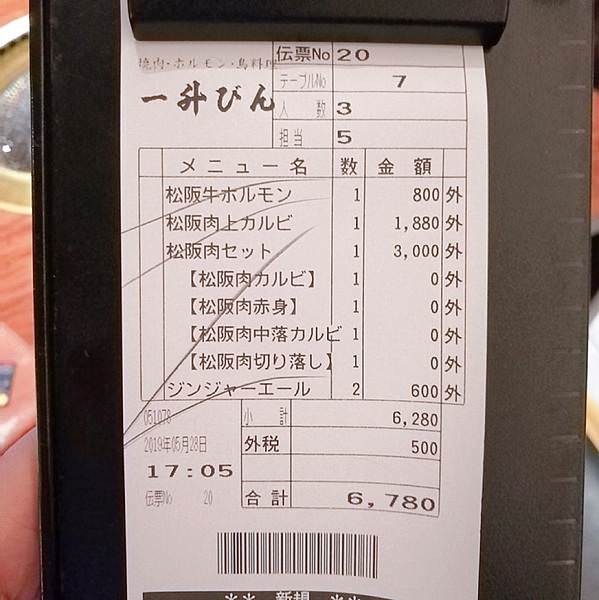 伝票No 20
焼肉・ホルモン・鳥料理
テーブルNo 7
一升びん
人数 3
担当 5
メニュー名 数 金額
松阪牛ホルモン 1 800 外
松阪肉上カルビ 1 1,880 外
松阪肉セット 1 3,000 外
【松阪肉カルビ】 1 0 外
【松阪肉赤身】 1 0 外
【松阪肉中落カルビ 1 0 外
【松阪肉切り落し】 1 0 外
ジンジャーエール 2 600 外
051078 小計 6,280
2019年05月28日 外税 500
17:05
伝票No 20 合計 6,780
** 新規 **